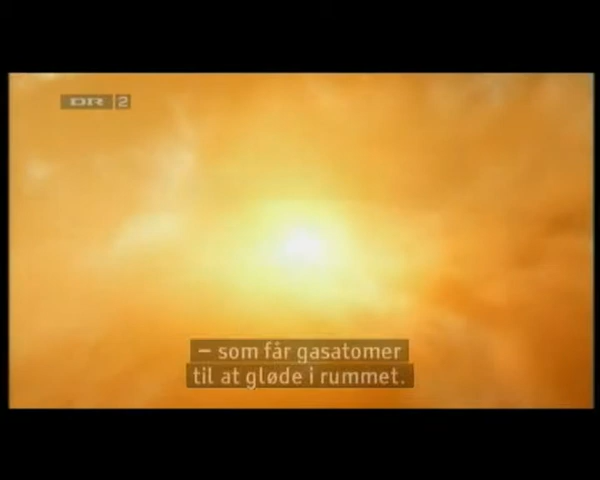 DR 2
– som får gasatomer
til at gløde i rummet.